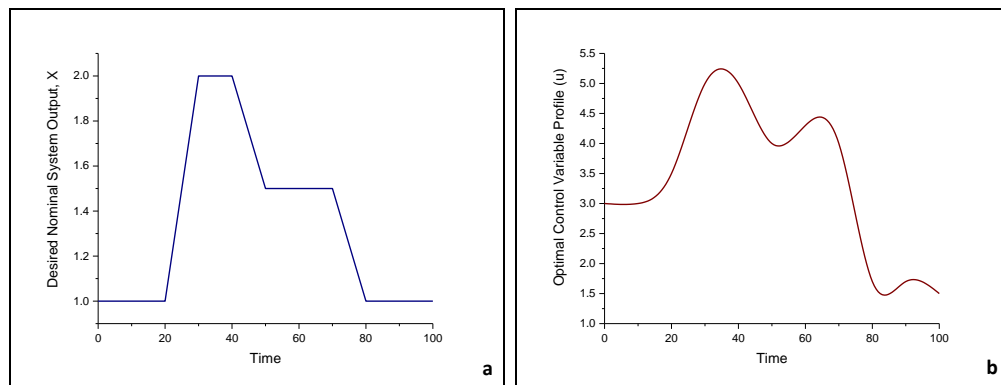 Desired Nominal System Output, X
2.0
1.8
1.6
1.4
1.2
1.0
0 20 40 60 80 100
Time
a
Optimal Control Variable Profile (u)
5.5
5.0
4.5
4.0
3.5
3.0
2.5
2.0
1.5
1.0
0 20 40 60 80 100
Time
b